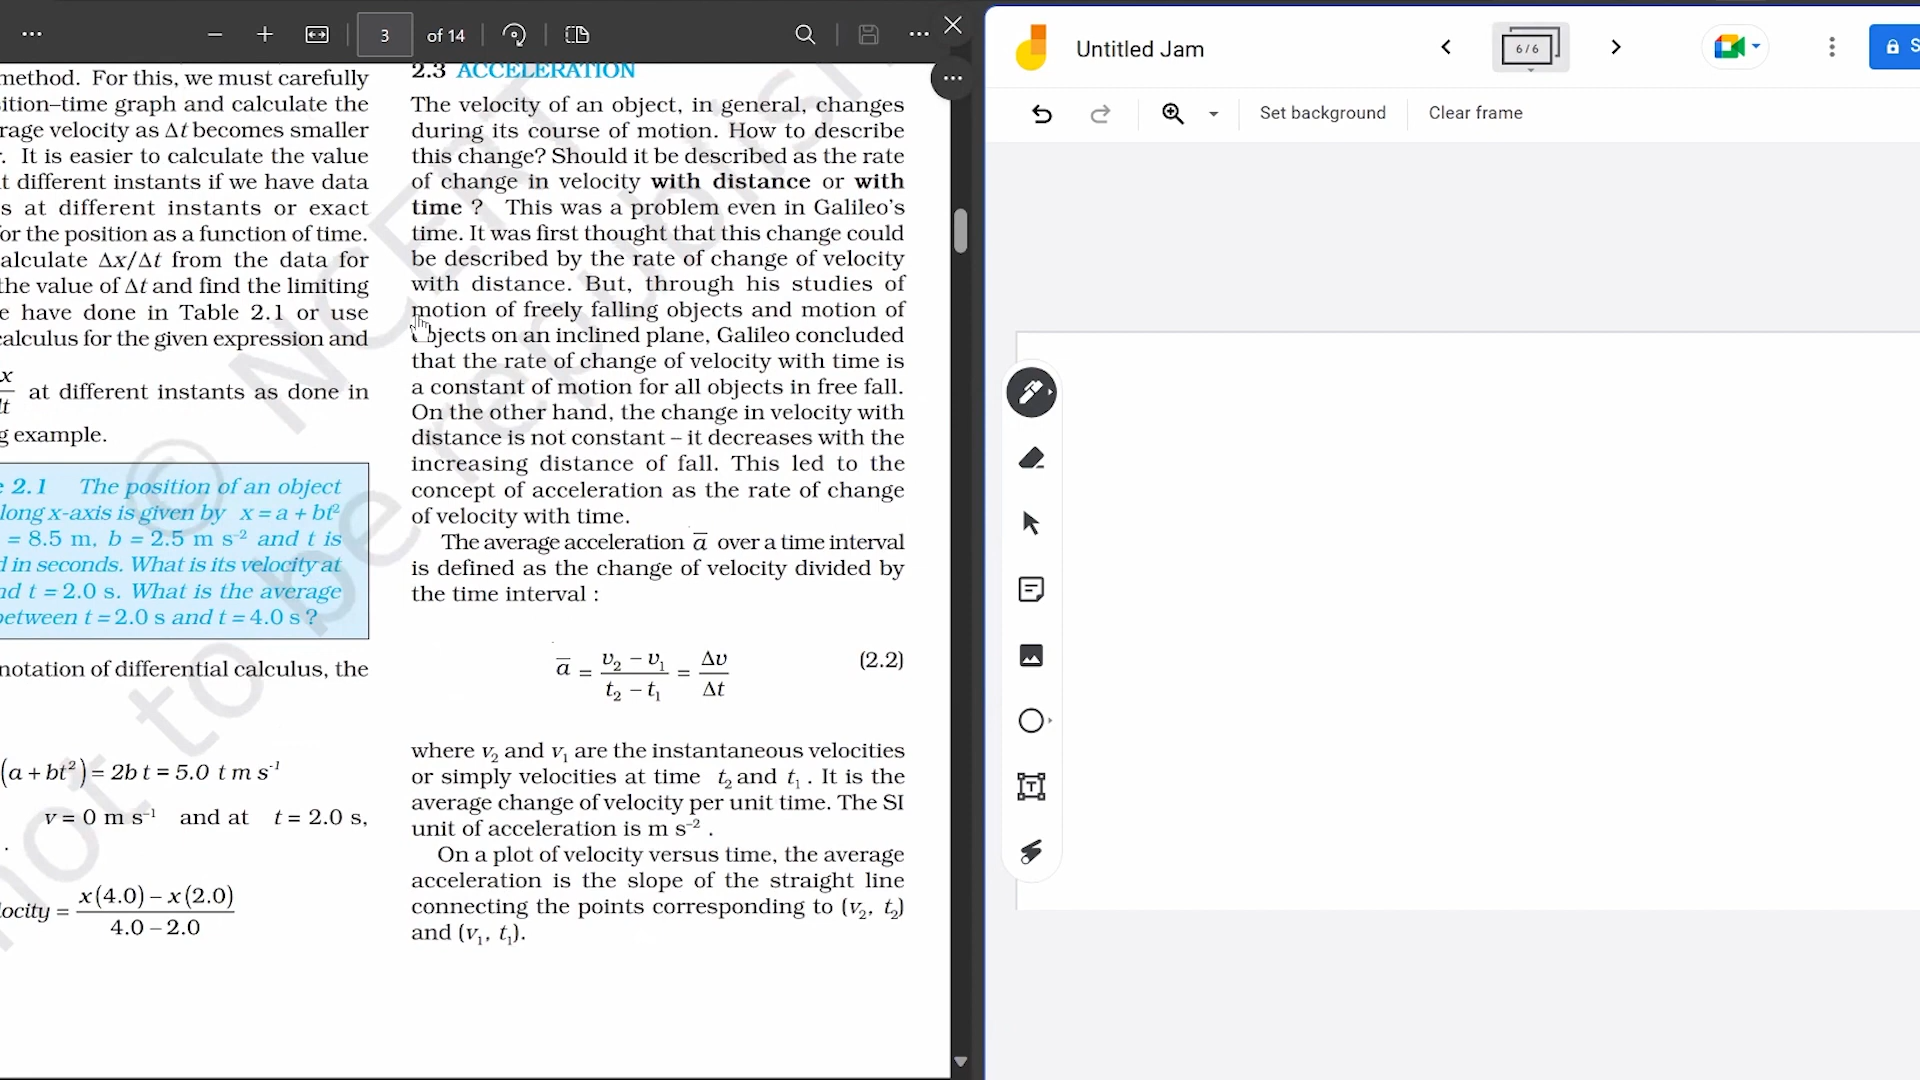 3 of 14
method. For this, we must carefully
ition–time graph and calculate the
rage velocity as Δt becomes smaller
r. It is easier to calculate the value
t different instants if we have data
s at different instants or exact
for the position as a function of time.
alculate Δx/Δt from the data for
the value of Δt and find the limiting
e have done in Table 2.1 or use
calculus for the given expression and
x
lt at different instants as done in
g example.
e 2.1 The position of an object
long x-axis is given by x = a + bt²
= 8.5 m, b = 2.5 m s⁻² and t is
d in seconds. What is its velocity at
nd t = 2.0 s. What is the average
between t = 2.0 s and t = 4.0 s ?
notation of differential calculus, the
(a + bt²) = 2b t = 5.0 t m s⁻¹
v = 0 m s⁻¹ and at t = 2.0 s,
.
locity = x(4.0) – x(2.0)
4.0 – 2.0
2.3 ACCELERATION
The velocity of an object, in general, changes
during its course of motion. How to describe
this change? Should it be described as the rate
of change in velocity with distance or with
time ? This was a problem even in Galileo's
time. It was first thought that this change could
be described by the rate of change of velocity
with distance. But, through his studies of
motion of freely falling objects and motion of
objects on an inclined plane, Galileo concluded
that the rate of change of velocity with time is
a constant of motion for all objects in free fall.
On the other hand, the change in velocity with
distance is not constant – it decreases with the
increasing distance of fall. This led to the
concept of acceleration as the rate of change
of velocity with time.
The average acceleration a̅ over a time interval
is defined as the change of velocity divided by
the time interval :
a̅ = v₂ – v₁ = Δv (2.2)
t₂ – t₁ Δt
where v₂ and v₁ are the instantaneous velocities
or simply velocities at time t₂ and t₁ . It is the
average change of velocity per unit time. The SI
unit of acceleration is m s⁻² .
On a plot of velocity versus time, the average
acceleration is the slope of the straight line
connecting the points corresponding to (v₂, t₂)
and (v₁, t₁).
© NCERT
not to be republish
Untitled Jam
6 / 6
S
Set background
Clear frame